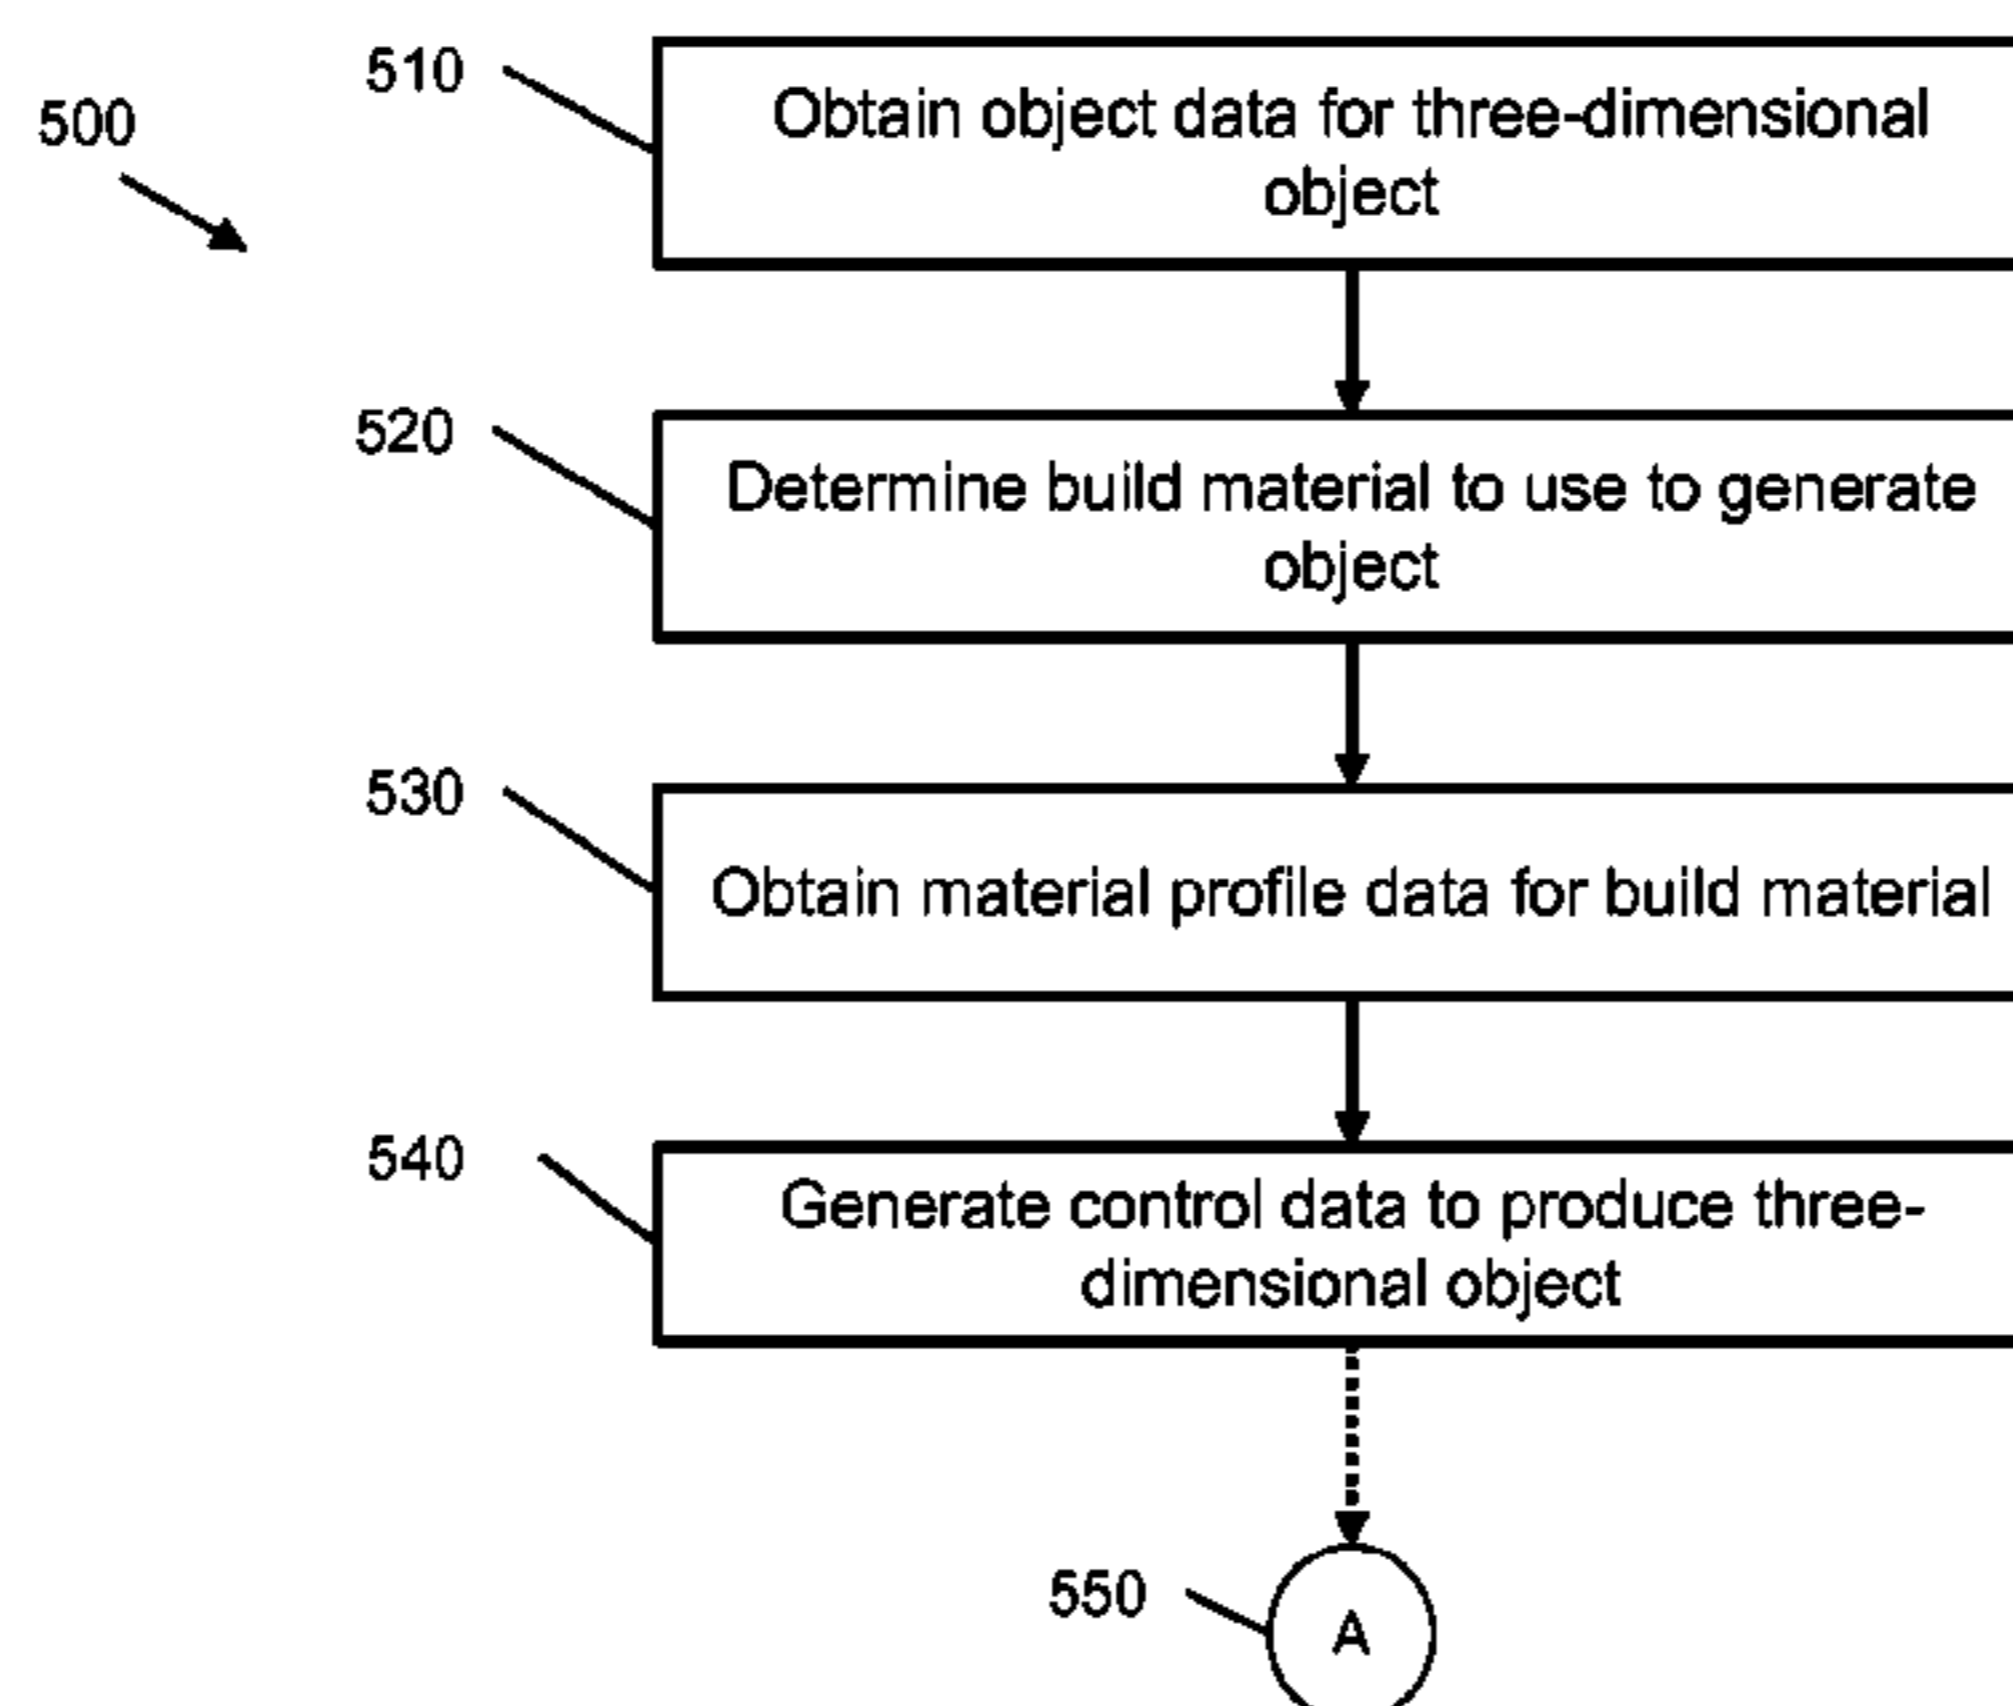 510
Obtain object data for three-dimensional
object
500
520
Determine build material to use to generate
object
530
Obtain material profile data for build material
540
Generate control data to produce three-
dimensional object
550
A